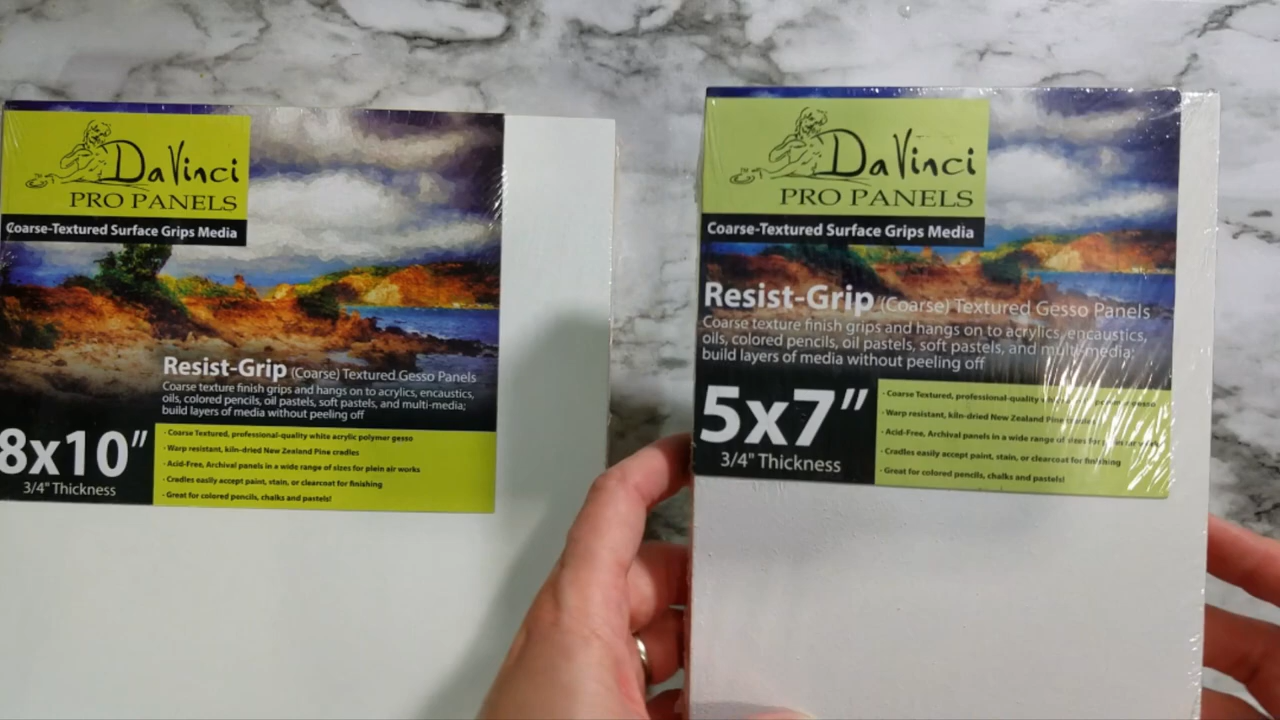 DaVinci
PRO PANELS
Coarse-Textured Surface Grips Media
Resist-Grip (Coarse) Textured Gesso Panels
Coarse texture finish grips and hangs on to acrylics, encaustics,
oils, colored pencils, oil pastels, soft pastels, and multi-media;
build layers of media without peeling off
8x10"
3/4" Thickness
· Coarse Textured, professional-quality white acrylic polymer gesso
· Warp resistant, kiln-dried New Zealand Pine cradles
· Acid-Free, Archival panels in a wide range of sizes for plein air works
· Cradles easily accept paint, stain, or clearcoat for finishing
· Great for colored pencils, chalks and pastels!
DaVinci
PRO PANELS
Coarse-Textured Surface Grips Media
Resist-Grip (Coarse) Textured Gesso Panels
Coarse texture finish grips and hangs on to acrylics, encaustics,
oils, colored pencils, oil pastels, soft pastels, and multi-media;
build layers of media without peeling off
5x7"
3/4" Thickness
· Coarse Textured, professional-quality polymer gesso
· Warp resistant, kiln-dried New Zealand Pine cradles
· Acid-Free, Archival panels in a wide range of sizes for plein air works
· Cradles easily accept paint, stain, or clearcoat for finishing
· Great for colored pencils, chalks and pastels!